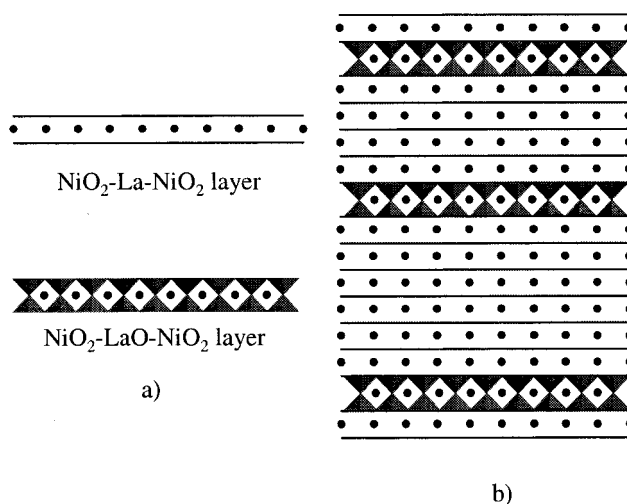 NiO₂-La-NiO₂ layer
NiO₂-LaO-NiO₂ layer
a)
b)